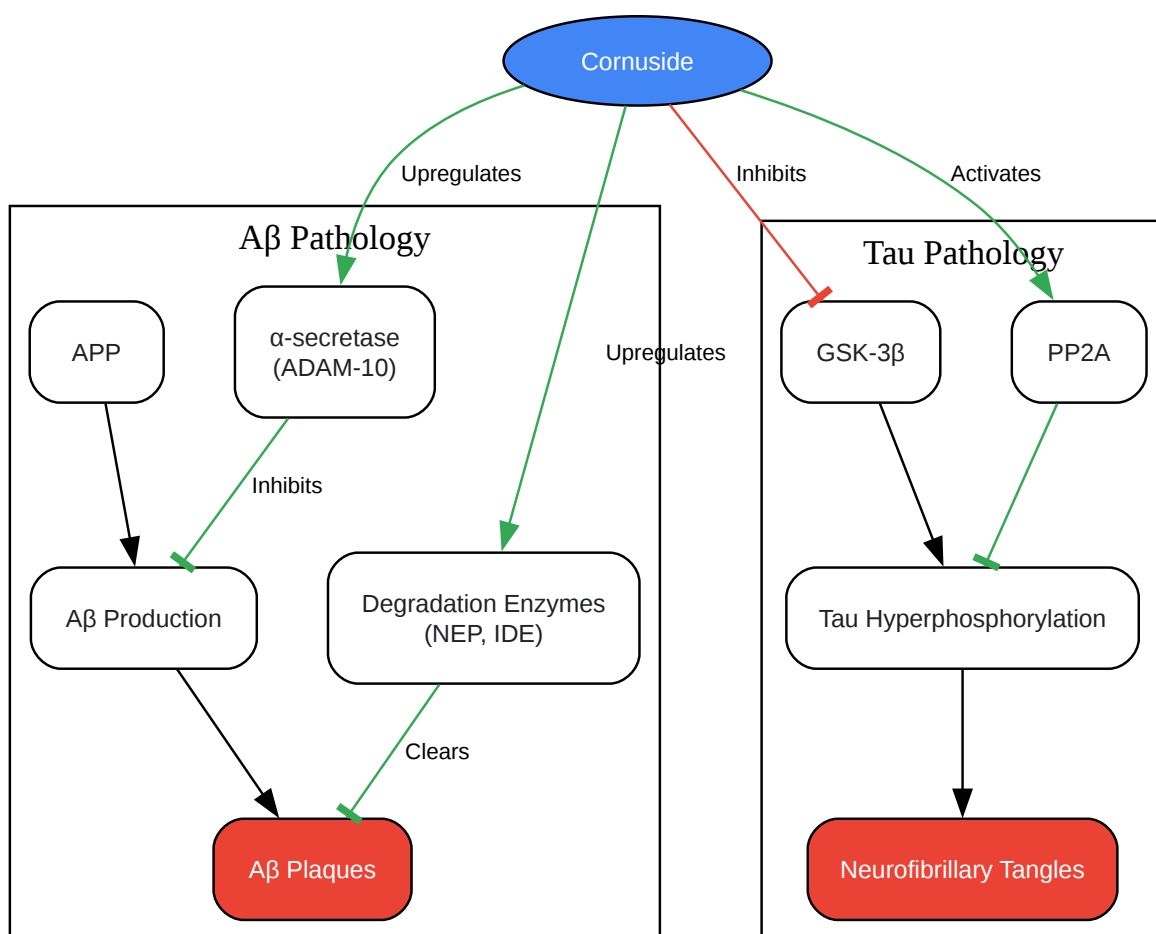 Cornuside
Upregulates
Inhibits
Activates
Aβ Pathology
Tau Pathology
APP
α-secretase
(ADAM-10)
Upregulates
GSK-3β
PP2A
Inhibits
Aβ Production
Degradation Enzymes
(NEP, IDE)
Tau Hyperphosphorylation
Clears
Aβ Plaques
Neurofibrillary Tangles